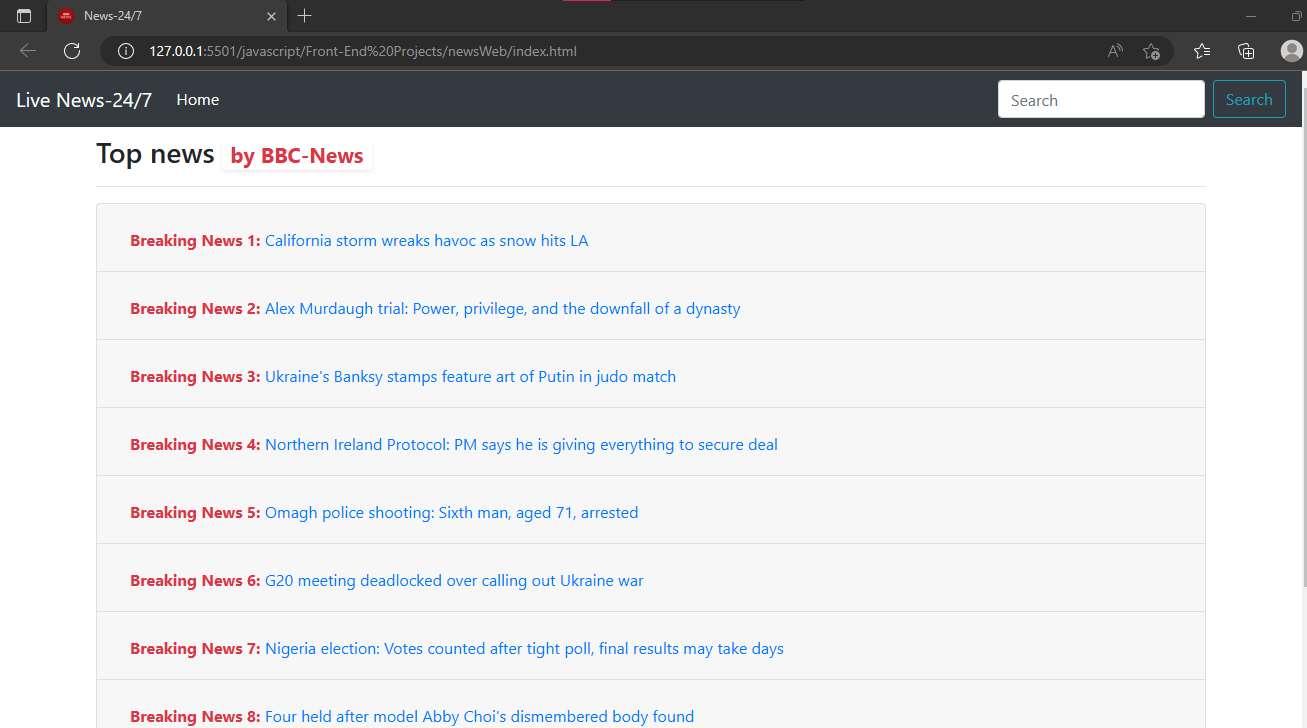 News-24/7
127.0.0.1:5501/javascript/Front-End%20Projects/newsWeb/index.html
Live News-24/7 Home Search Search
Top news by BBC-News
Breaking News 1: California storm wreaks havoc as snow hits LA
Breaking News 2: Alex Murdaugh trial: Power, privilege, and the downfall of a dynasty
Breaking News 3: Ukraine's Banksy stamps feature art of Putin in judo match
Breaking News 4: Northern Ireland Protocol: PM says he is giving everything to secure deal
Breaking News 5: Omagh police shooting: Sixth man, aged 71, arrested
Breaking News 6: G20 meeting deadlocked over calling out Ukraine war
Breaking News 7: Nigeria election: Votes counted after tight poll, final results may take days
Breaking News 8: Four held after model Abby Choi's dismembered body found